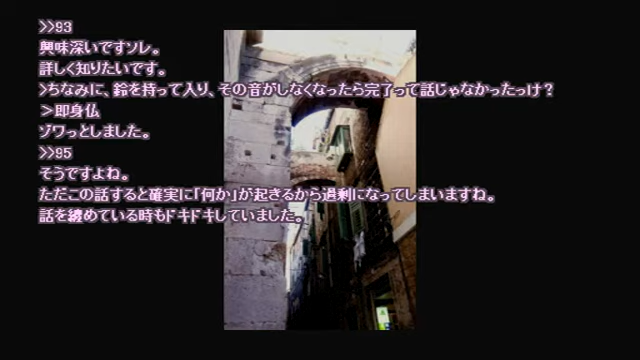 >>93
興味深いですソレ。
詳しく知りたいです。
>ちなみに、鈴を持って入り、その音がしなくなったら完了って話じゃなかったっけ?
＞即身仏
ゾワっとしました。
>>95
そうですよね。
ただこの話すると確実に「何か」が起きるから過剰になってしまいますね。
話を纏めている時もドキドキしていました。